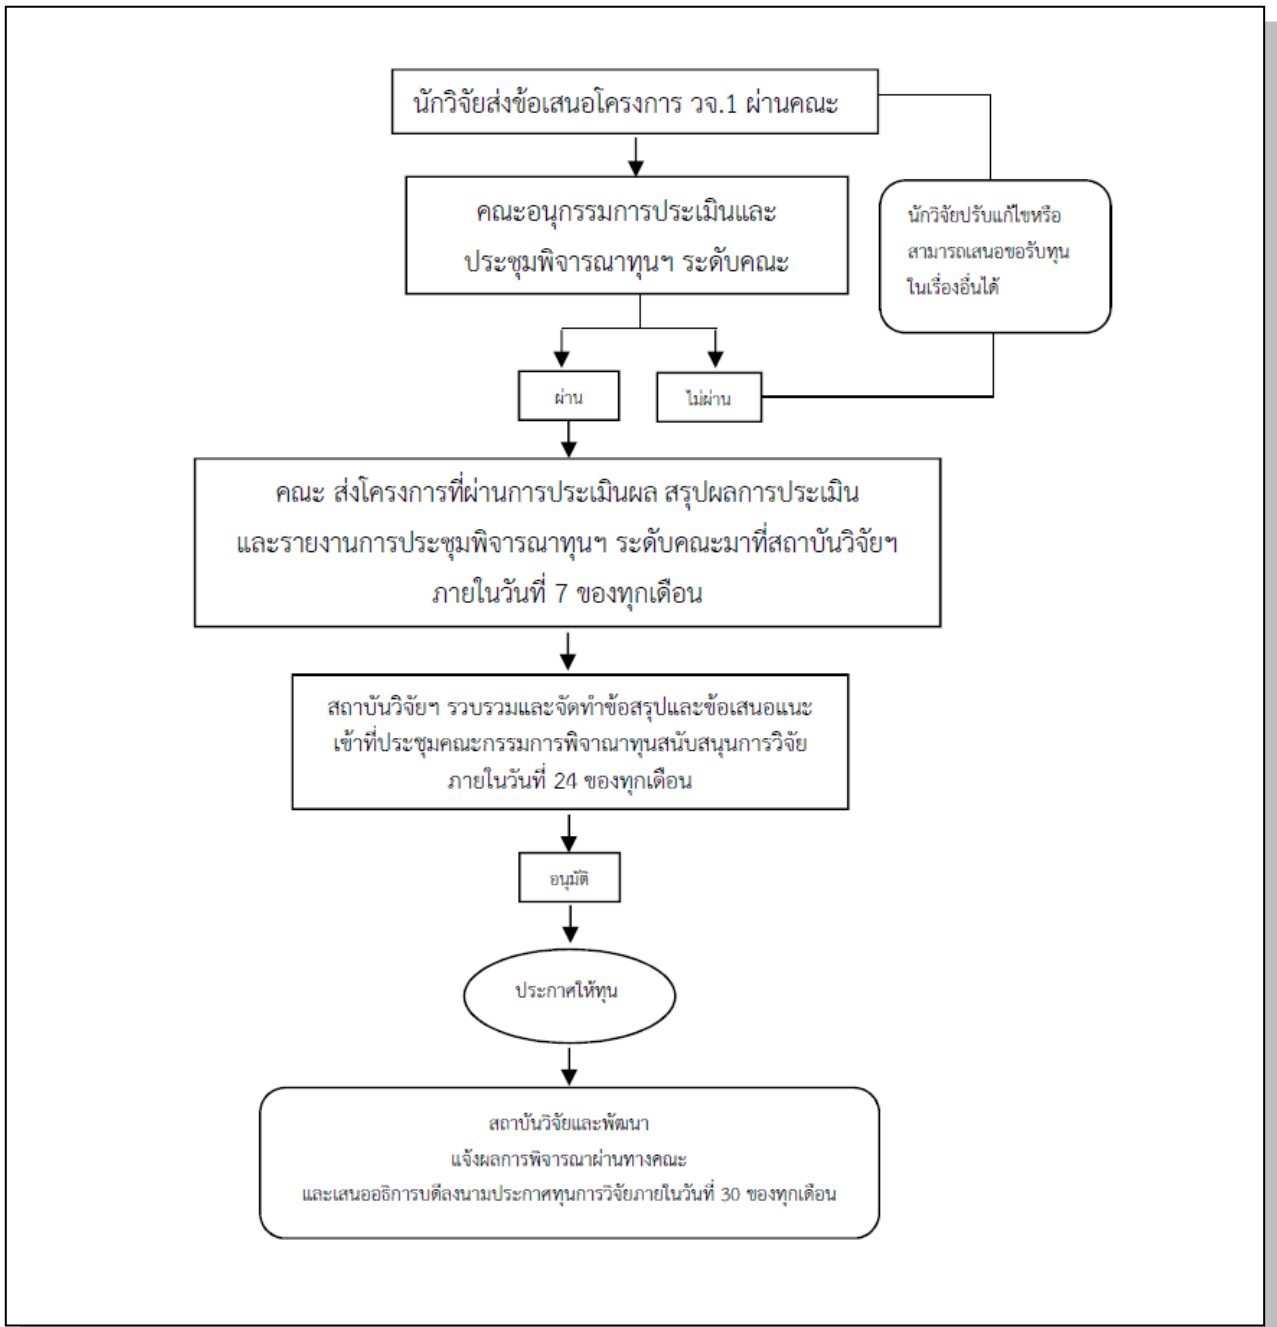 นักวิจัยส่งข้อเสนอโครงการ วจ.1 ผ่านคณะ
คณะอนุกรรมการประเมินและ
ประชุมพิจารณาทุนฯ ระดับคณะ
นักวิจัยปรับแก้ไขหรือ
สามารถเสนอขอรับทุน
ในเรื่องอื่นได้
ผ่าน
ไม่ผ่าน
คณะ ส่งโครงการที่ผ่านการประเมินผล สรุปผลการประเมิน
และรายงานการประชุมพิจารณาทุนฯ ระดับคณะมาที่สถาบันวิจัยฯ
ภายในวันที่ 7 ของทุกเดือน
สถาบันวิจัยฯ รวบรวมและจัดทำข้อสรุปและข้อเสนอแนะ
เข้าที่ประชุมคณะกรรมการพิจาณาทุนสนับสนุนการวิจัย
ภายในวันที่ 24 ของทุกเดือน
อนุมัติ
ประกาศให้ทุน
สถาบันวิจัยและพัฒนา
แจ้งผลการพิจารณาผ่านทางคณะ
และเสนออธิการบดีลงนามประกาศทุนการวิจัยภายในวันที่ 30 ของทุกเดือน